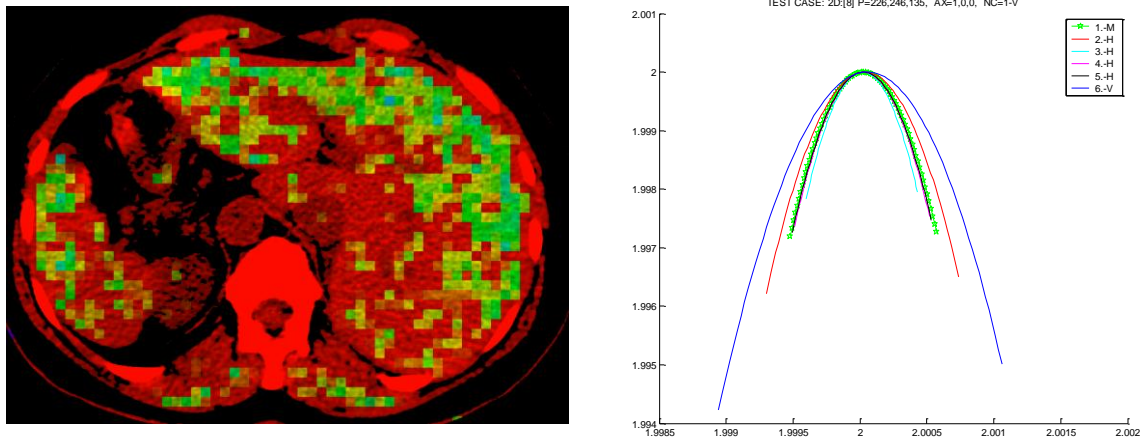 TEST CASE: 2D:[8] P=226,246,135, AX=1,0,0, NC=1-V
2.001
2
1.999
1.998
1.997
1.996
1.995
1.994
1.-M
2.-H
3.-H
4.-H
5.-H
6.-V
1.9985 1.999 1.9995 2 2.0005 2.001 2.0015 2.002